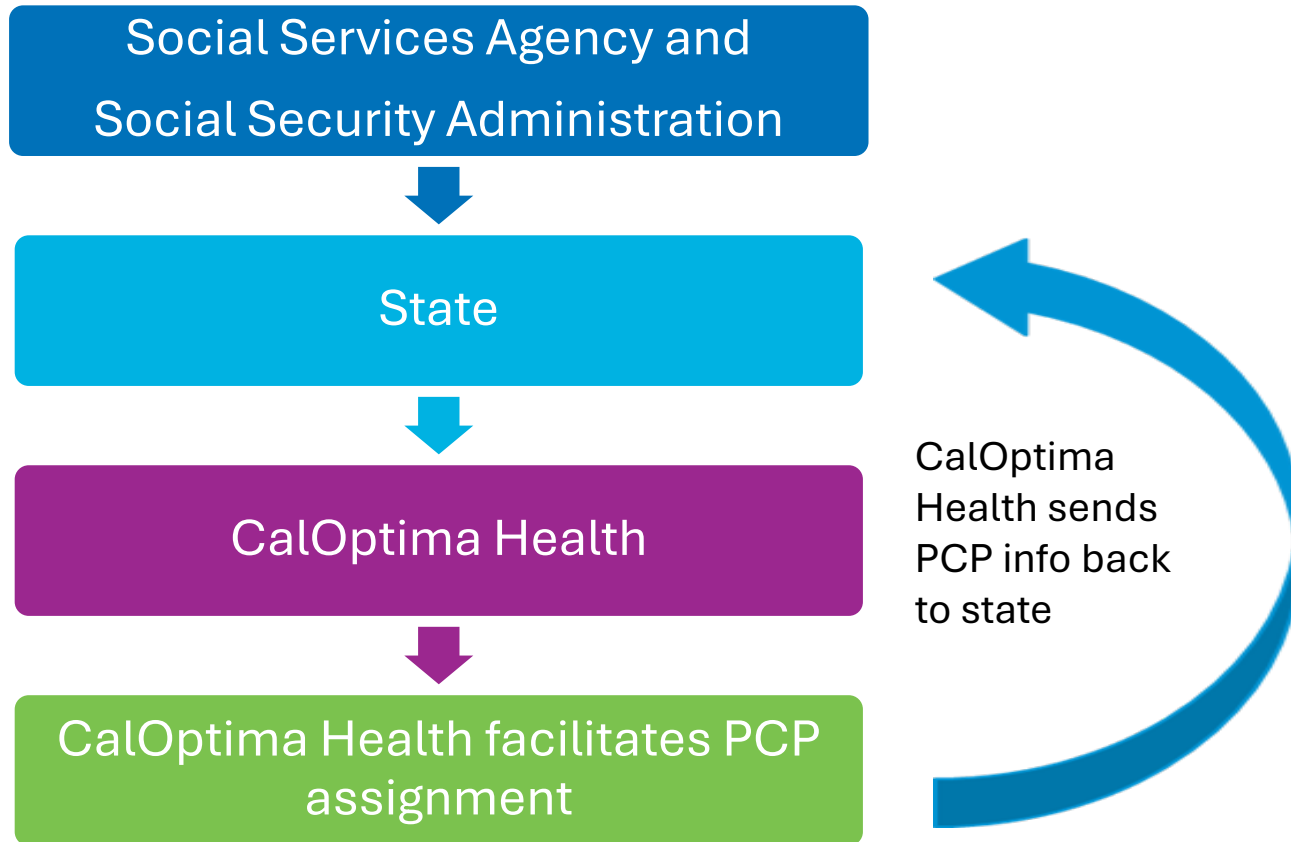 Social Services Agency and
Social Security Administration
State
CalOptima Health
CalOptima Health facilitates PCP
assignment
CalOptima
Health sends
PCP info back
to state